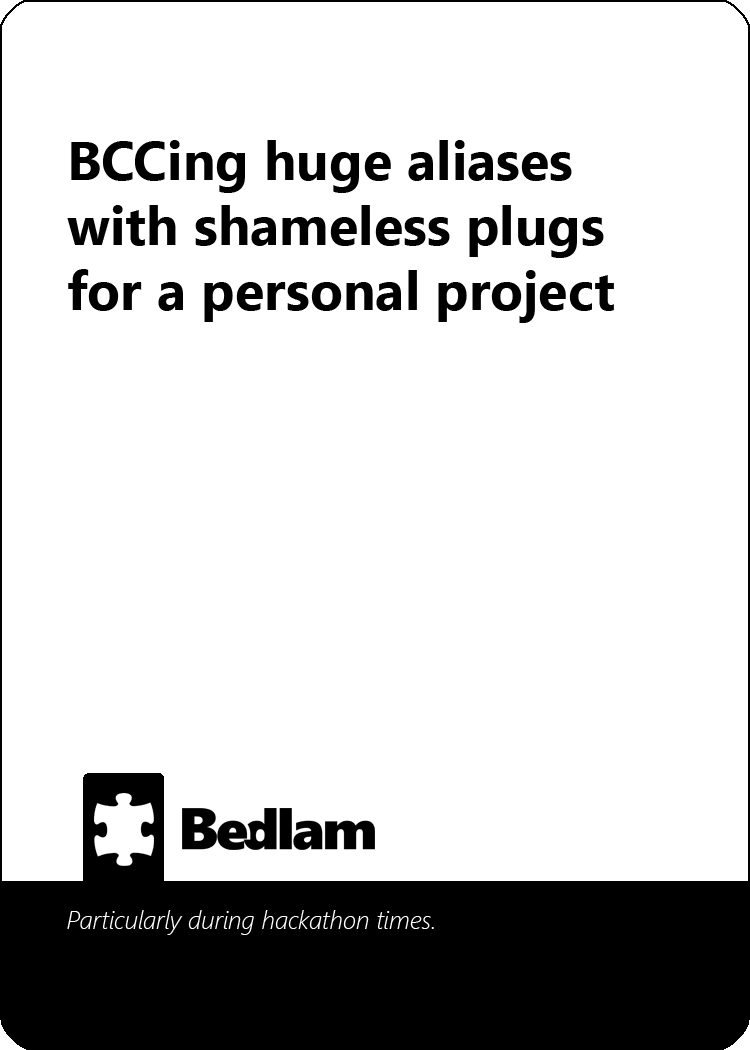 BCCing huge aliases
with shameless plugs
for a personal project
Bedlam
Particularly during hackathon times.